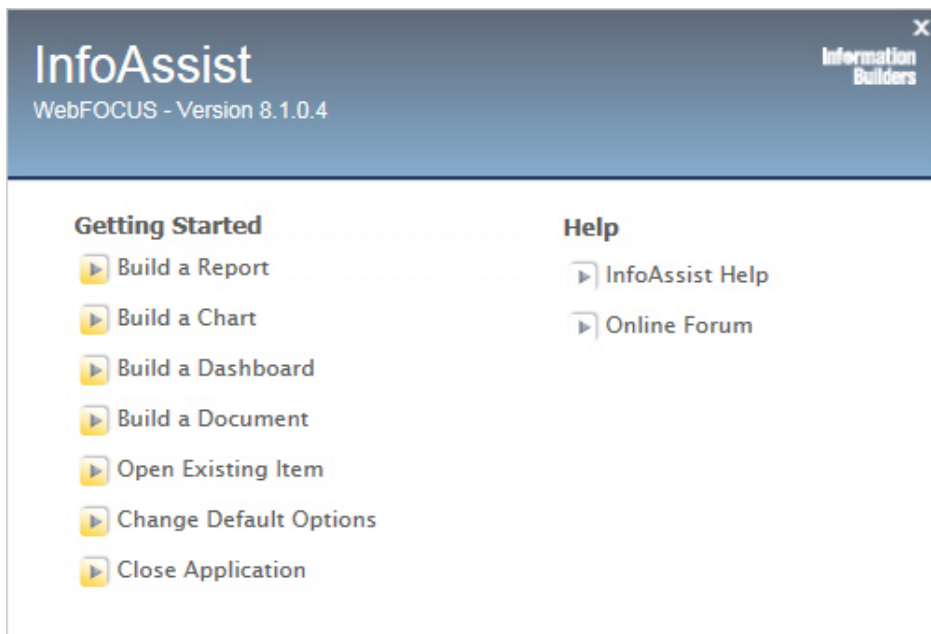 X
InfoAssist
Information
Builders
WebFOCUS - Version 8.1.0.4
Getting Started
Build a Report
Build a Chart
Build a Dashboard
Build a Document
Open Existing Item
Change Default Options
Close Application
Help
InfoAssist Help
Online Forum